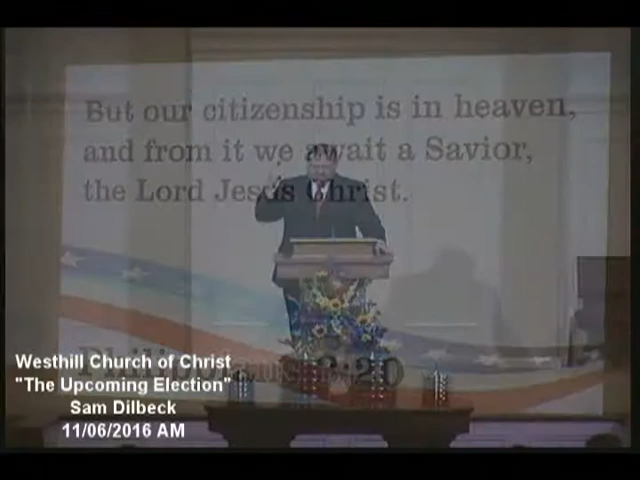 But our citizenship is in heaven,
and from it we await a Savior,
the Lord Jesus Christ.
Philippians 3:20
Westhill Church of Christ
"The Upcoming Election"
Sam Dilbeck
11/06/2016 AM